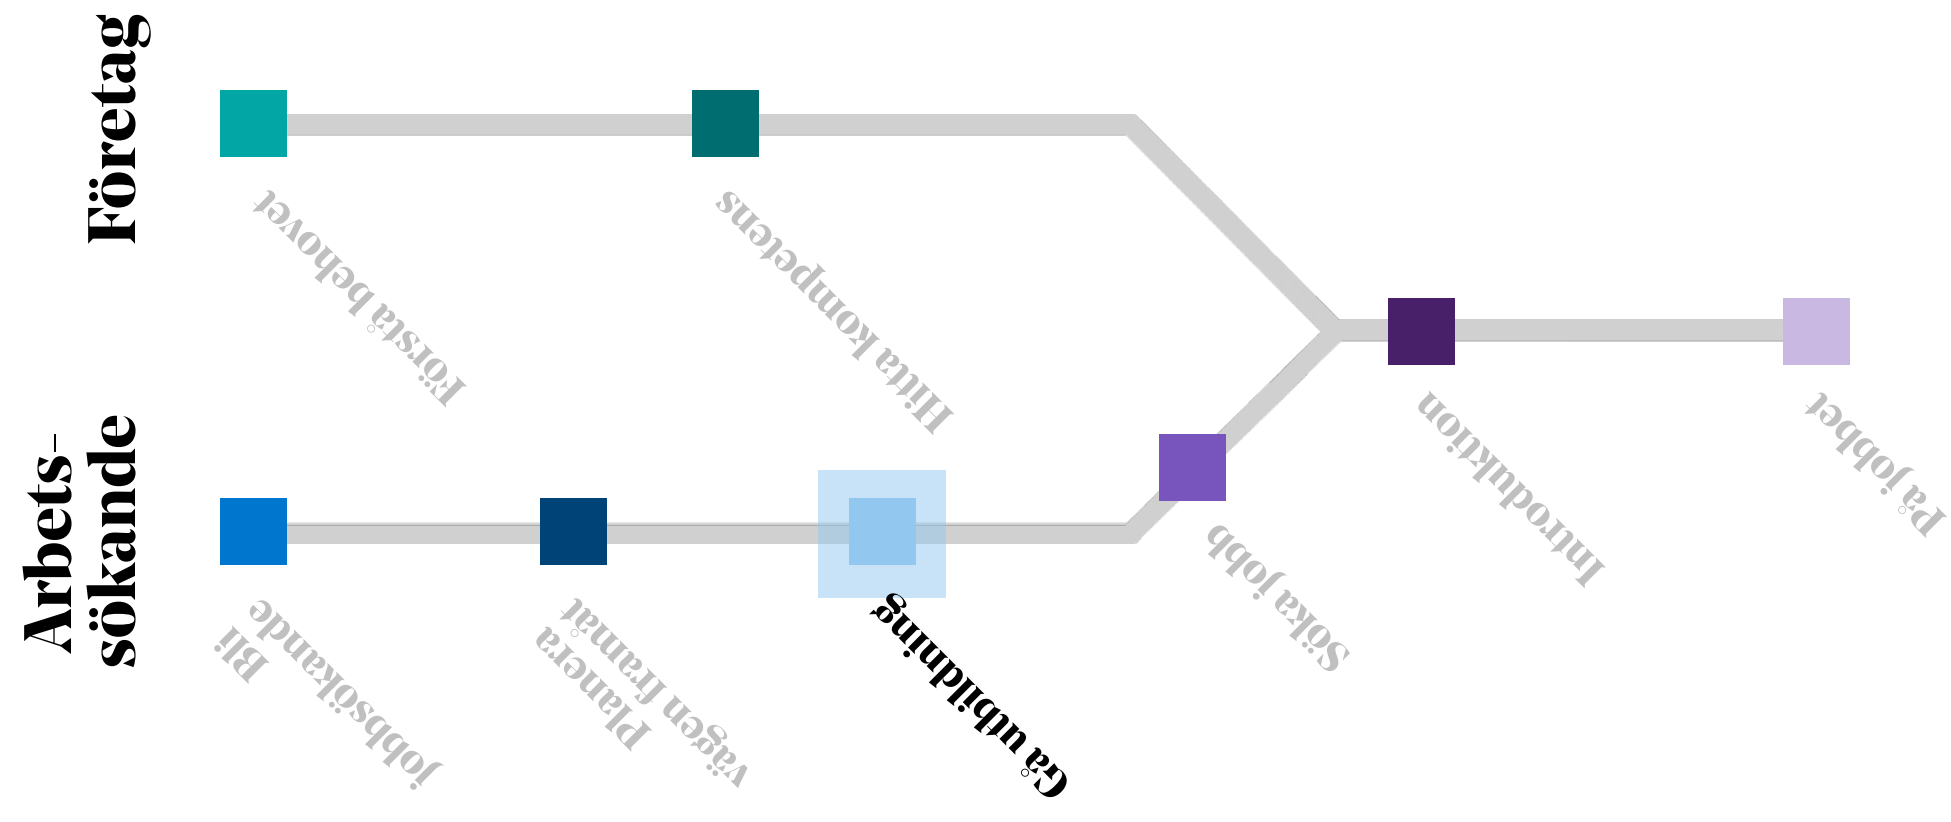 Företag
Förstå behovet
Hitta kompetens
Introduktion
På jobbet
Arbets-
sökande
Bli
jobbsökande
Planera
vägen framåt
Gå utbildning
Söka jobb